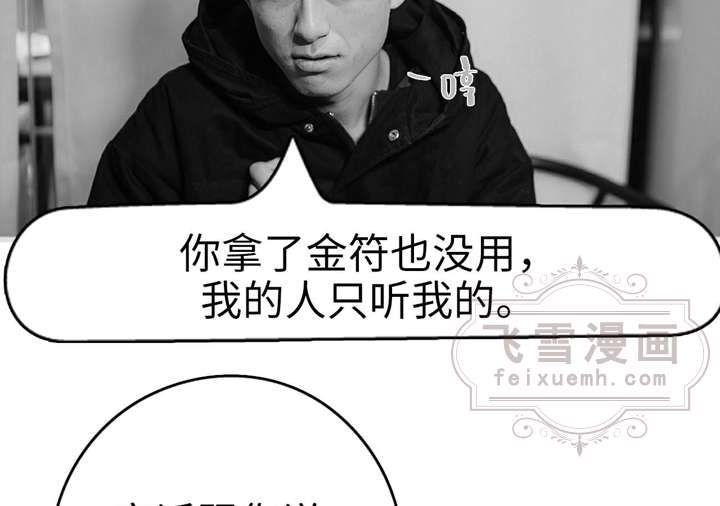 哼
你拿了金符也没用，
我的人只听我的。
飞雪漫画
feixuemh.com